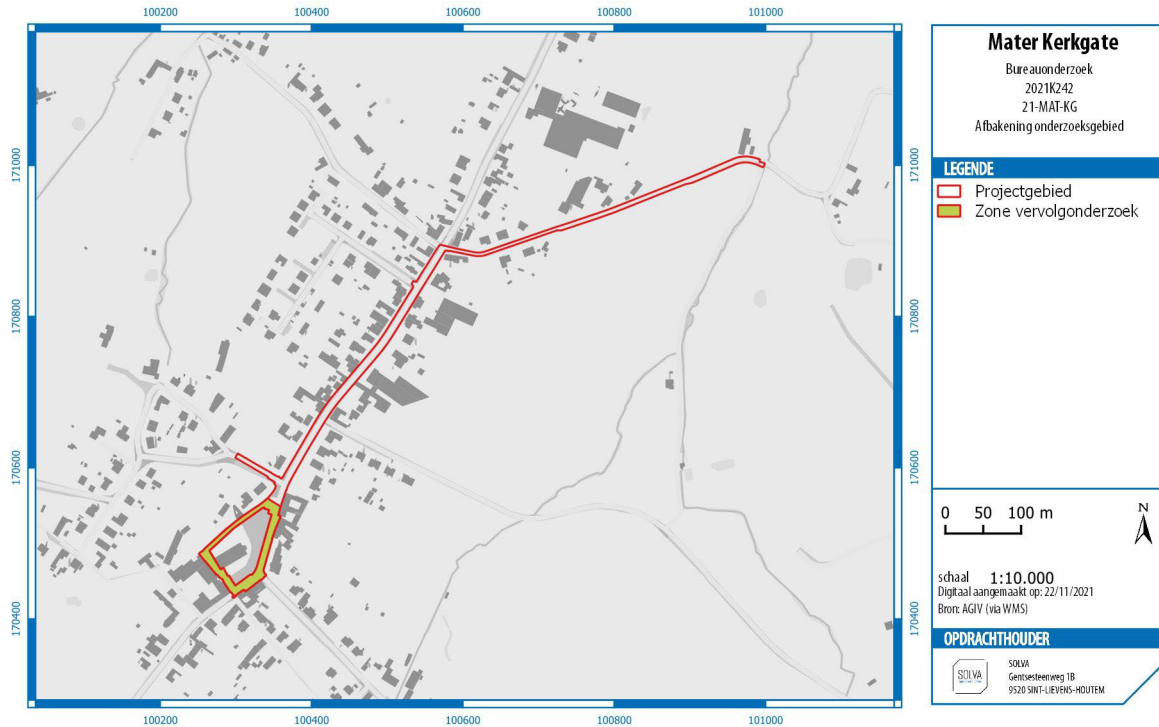 100200 100400 100600 100800 101000
171000 171000
170800 170800
170600 170600
170400 170400
100200 100400 100600 100800 101000
Mater Kerkgate
Bureauonderzoek
2021K242
21-MAT-KG
Afbakening onderzoeksgebied
LEGENDE
Projectgebied
Zone vervolgonderzoek
0 50 100 m
N
schaal 1:10.000
Digitaal aangemaakt op: 22/11/2021
Bron: AGIV (via WMS)
OPDRACHTHOUDER
SOLVA
SOLVA
Gentsesteenweg 1B
9520 SINT-LIEVENS-HOUTEM